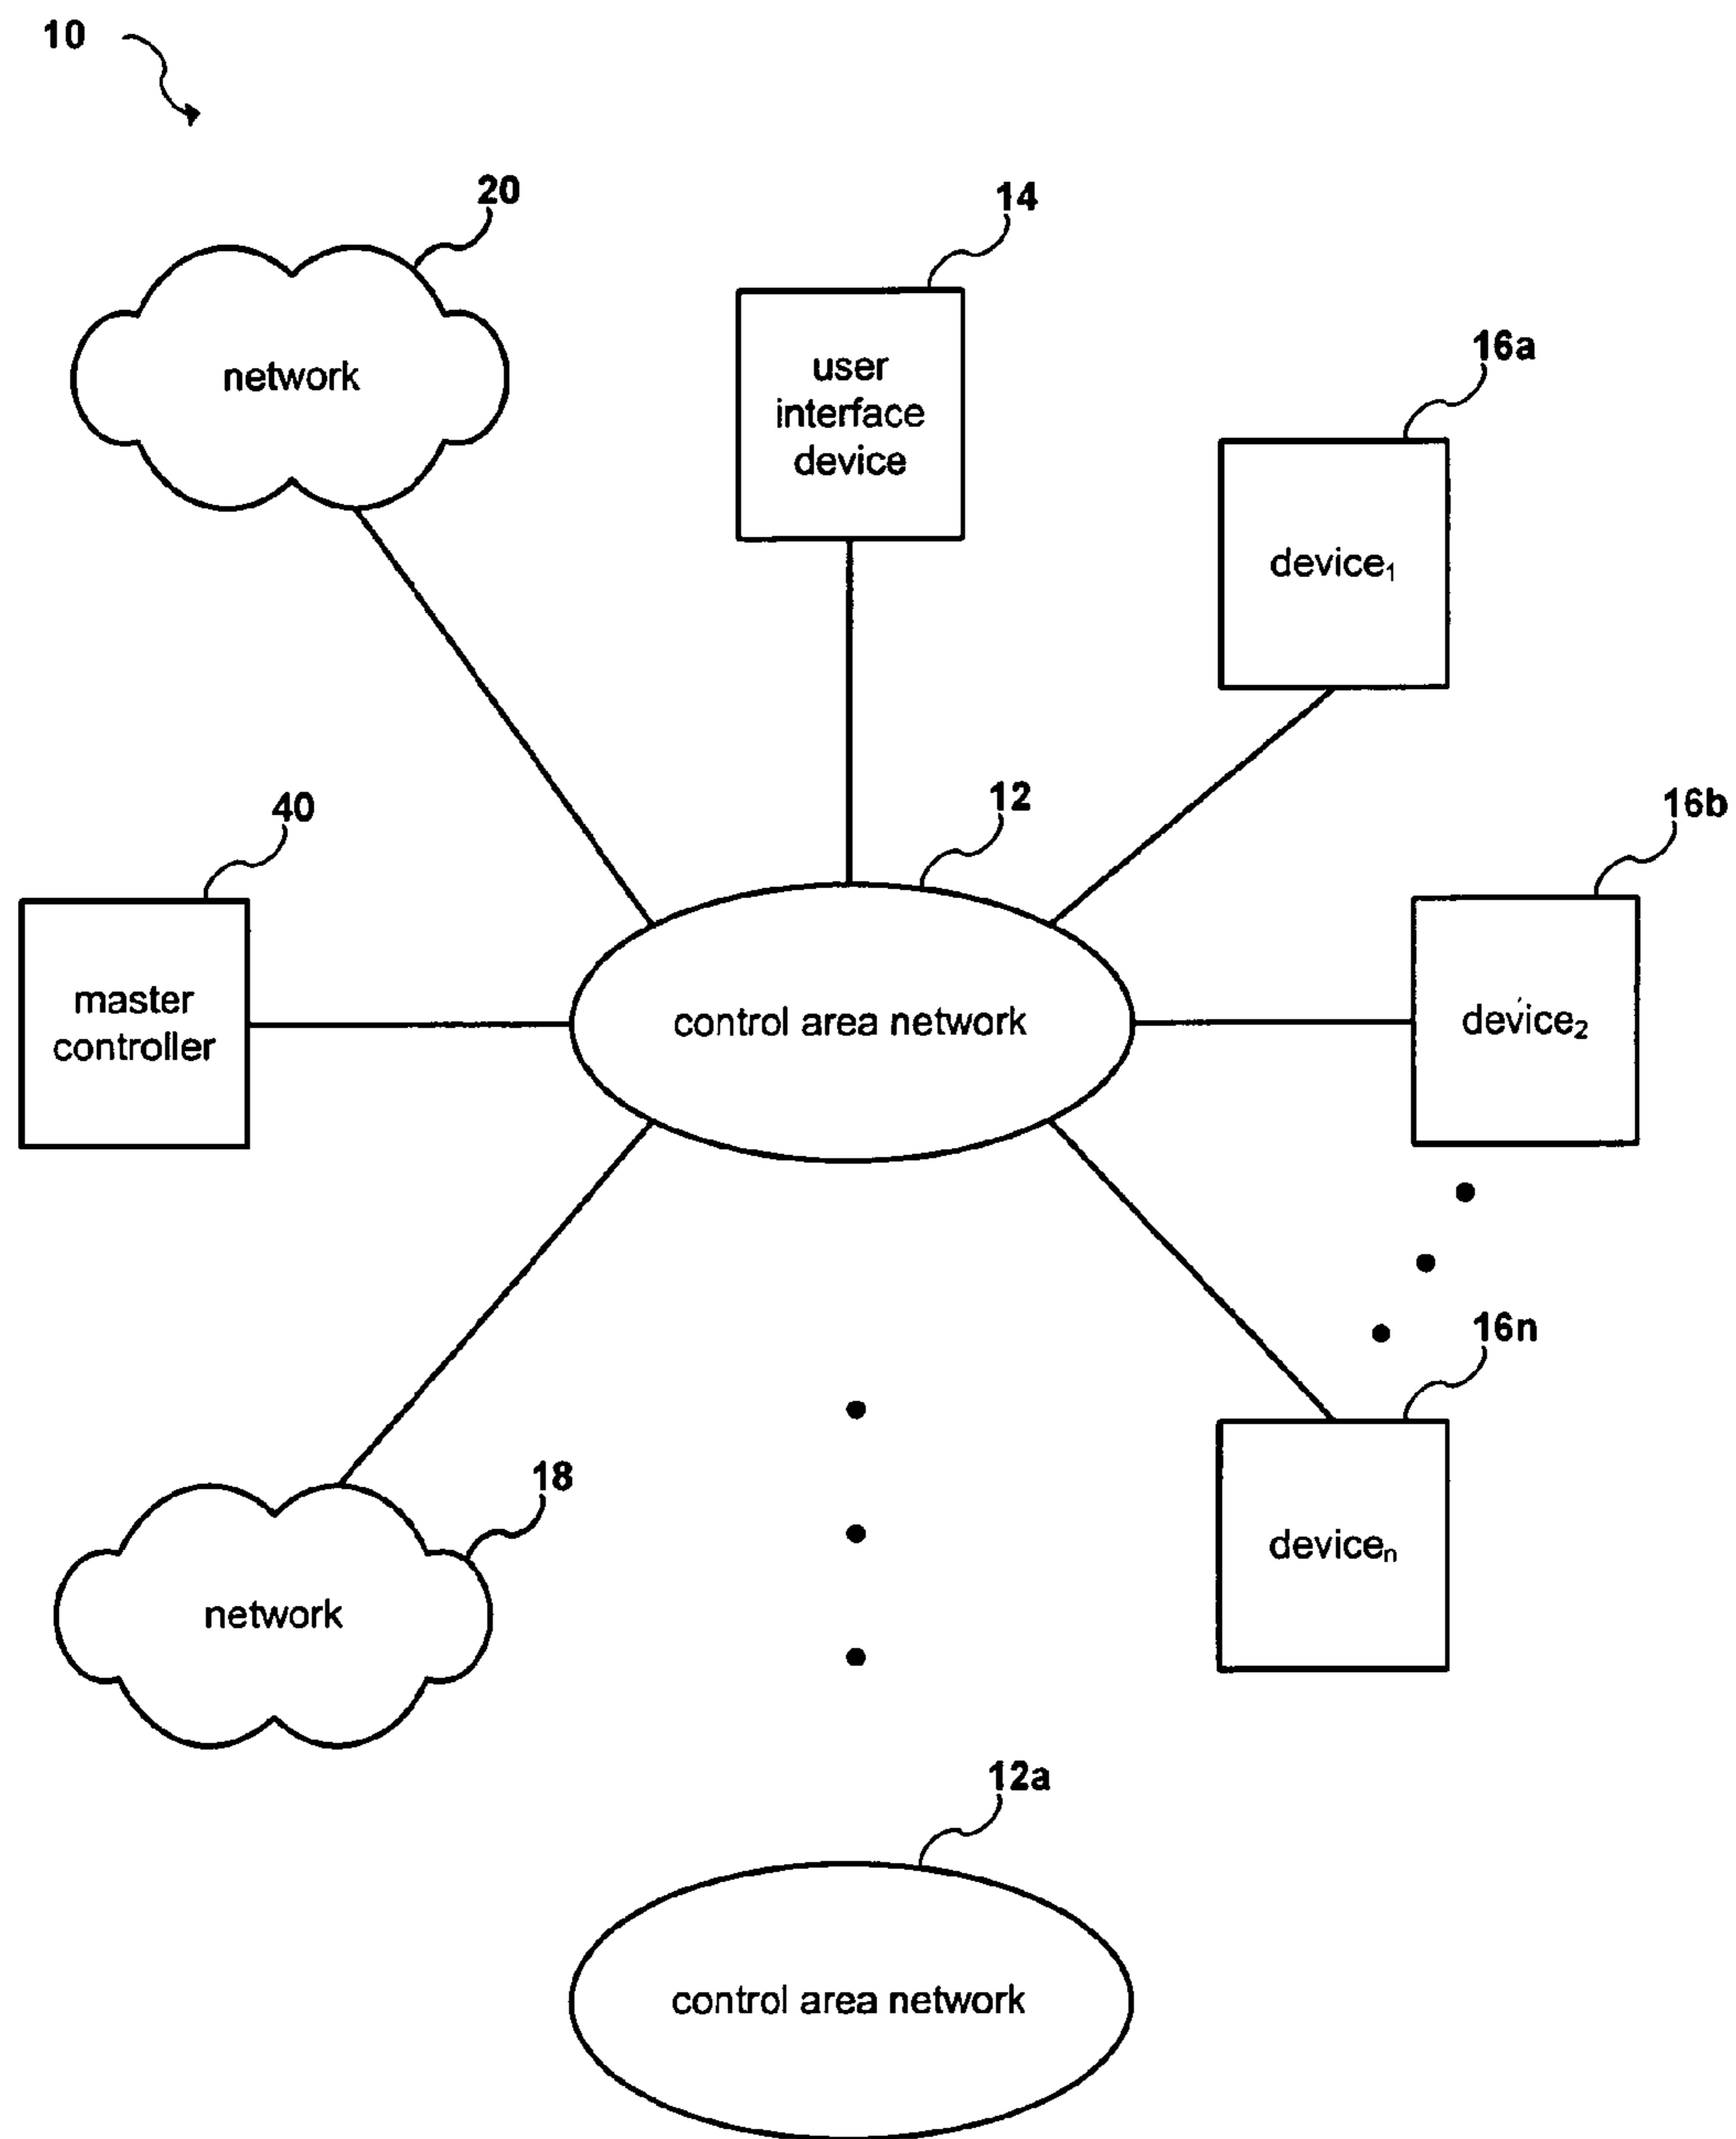 10
20
14
network
user
interface
device
16a
device₁
40
12
16b
master
controller
control area network
device₂
16n
18
network
deviceₙ
12a
control area network